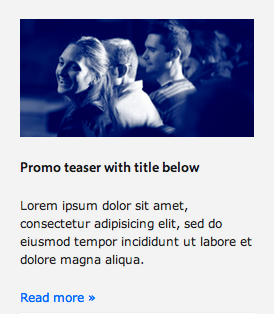 Promo teaser with title below
Lorem ipsum dolor sit amet,
consectetur adipisicing elit, sed do
eiusmod tempor incididunt ut labore et
dolore magna aliqua.
Read more »